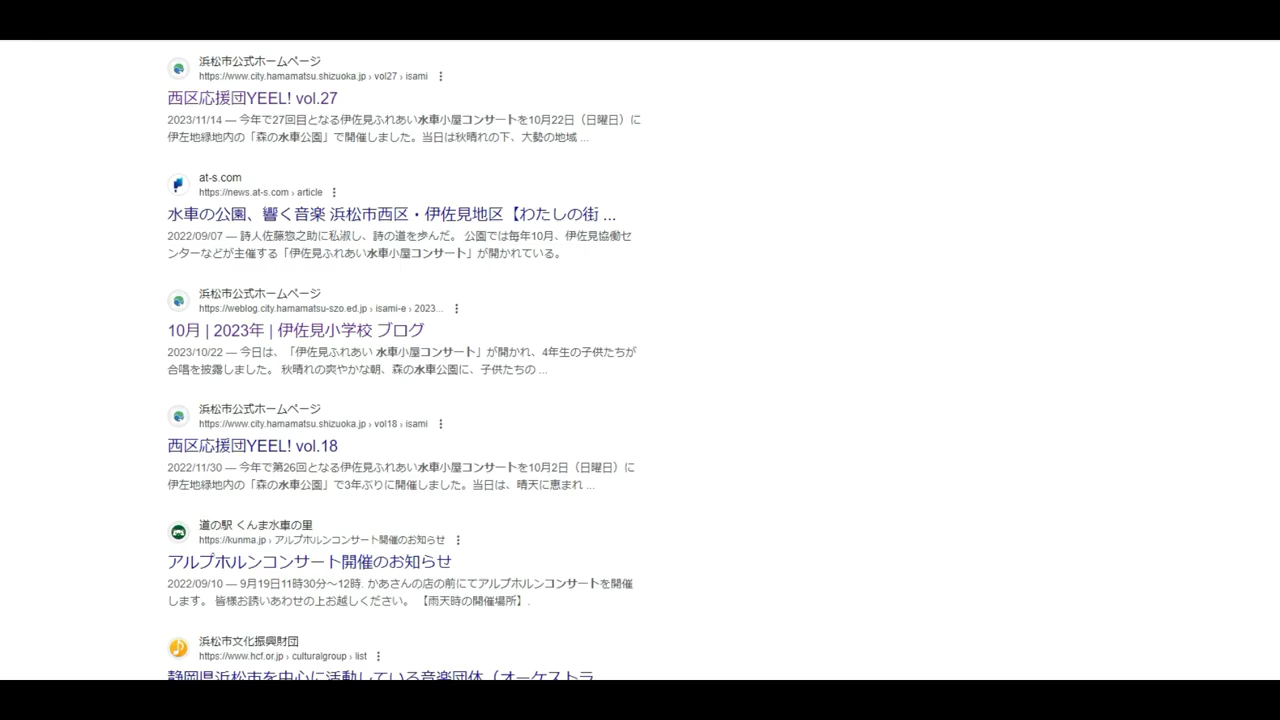 浜松市公式ホームページ
https://www.city.hamamatsu.shizuoka.jp › vol27 › isami
西区応援団YEEL! vol.27
2023/11/14 — 今年で27回目となる伊佐見ふれあい水車小屋コンサートを10月22日（日曜日）に
伊左地緑地内の「森の水車公園」で開催しました。当日は秋晴れの下、大勢の地域 ...
at-s.com
https://news.at-s.com › article
水車の公園、響く音楽 浜松市西区・伊佐見地区【わたしの街 ...
2022/09/07 — 詩人佐藤惣之助に私淑し、詩の道を歩んだ。 公園では毎年10月、伊佐見協働セ
ンターなどが主催する「伊佐見ふれあい水車小屋コンサート」が開かれている。
浜松市公式ホームページ
https://weblog.city.hamamatsu-szo.ed.jp › isami-e › 2023...
10月 | 2023年 | 伊佐見小学校 ブログ
2023/10/22 — 今日は、「伊佐見ふれあい 水車小屋コンサート」が開かれ、4年生の子供たちが
合唱を披露しました。 秋晴れの爽やかな朝、森の水車公園に、子供たちの ...
浜松市公式ホームページ
https://www.city.hamamatsu.shizuoka.jp › vol18 › isami
西区応援団YEEL! vol.18
2022/11/30 — 今年で第26回となる伊佐見ふれあい水車小屋コンサートを10月2日（日曜日）に
伊左地緑地内の「森の水車公園」で3年ぶりに開催しました。当日は、晴天に恵まれ ...
道の駅 くんま水車の里
https://kunma.jp › アルプホルンコンサート開催のお知らせ
アルプホルンコンサート開催のお知らせ
2022/09/10 — 9月19日11時30分〜12時. かあさんの店の前にてアルプホルンコンサートを開催
します。 皆様お誘いあわせの上お越しください。 【雨天時の開催場所】.
浜松市文化振興財団
https://www.hcf.or.jp › culturalgroup › list
静岡県浜松市を中心に活動している音楽団体（オーケストラ